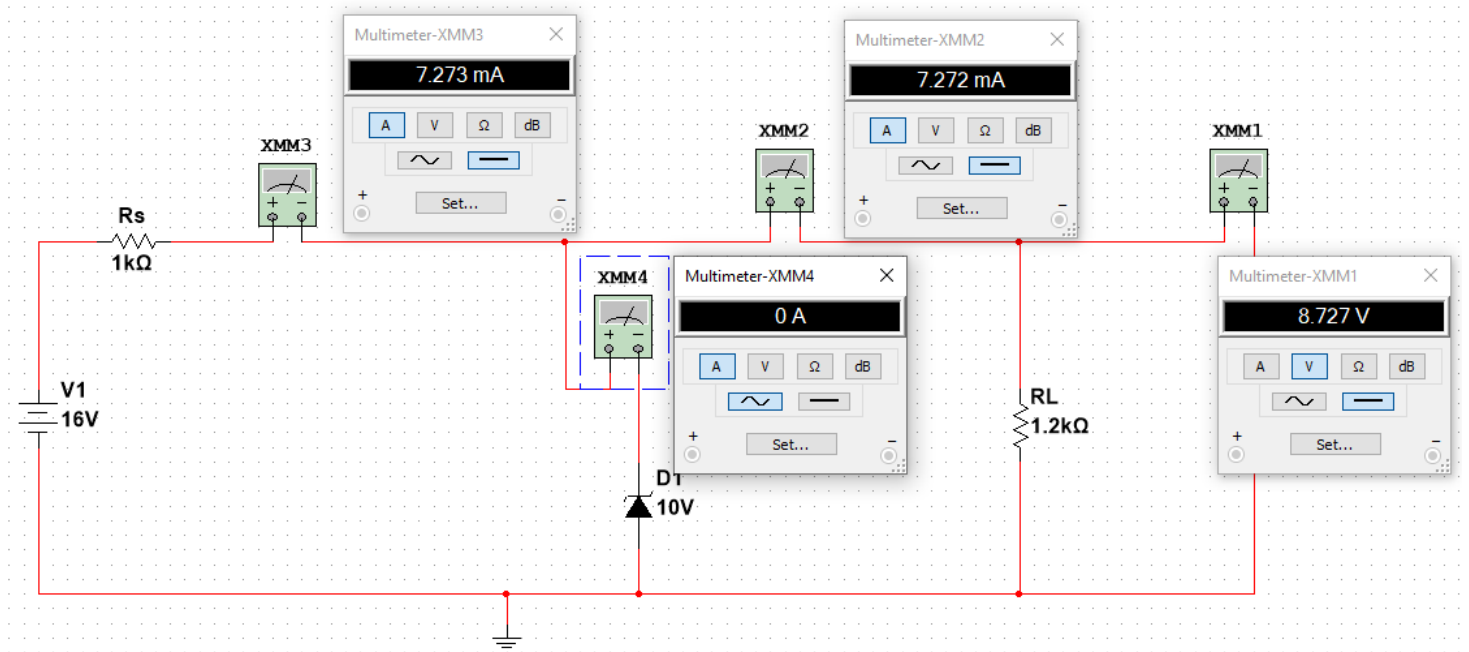 Multimeter-XMM3
7.273 mA
A V Ω dB
+ Set... −
Multimeter-XMM2
7.272 mA
A V Ω dB
+ Set... −
XMM3
+ −
XMM2
+ −
XMM1
+ −
Rs
1kΩ
XMM4
+ −
Multimeter-XMM4
0 A
A V Ω dB
+ Set... −
Multimeter-XMM1
8.727 V
A V Ω dB
+ Set... −
V1
16V
RL
1.2kΩ
D1
10V